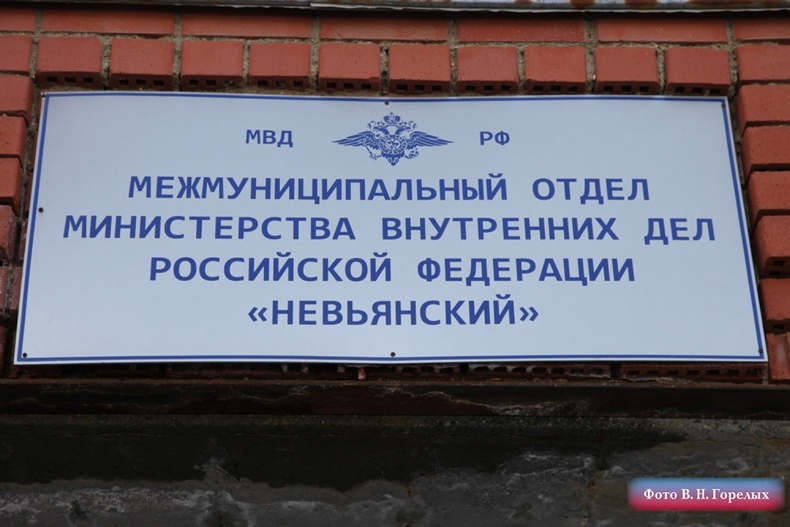 МВД РФ
МЕЖМУНИЦИПАЛЬНЫЙ ОТДЕЛ
МИНИСТЕРСТВА ВНУТРЕННИХ ДЕЛ
РОССИЙСКОЙ ФЕДЕРАЦИИ
«НЕВЬЯНСКИЙ»
Фото В. Н. Горелых